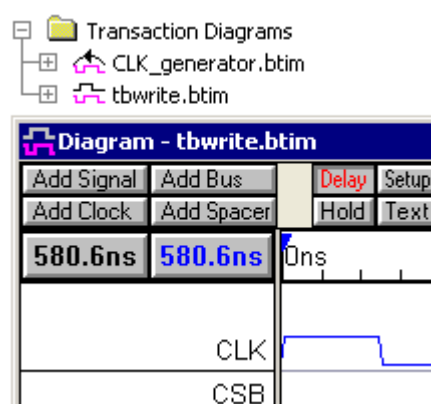 Transaction Diagrams
CLK_generator.btim
tbwrite.btim
Diagram - tbwrite.btim
Add Signal Add Bus Delay Setup
Add Clock Add Spacer Hold Text
580.6ns 580.6ns 0ns
CLK
CSB